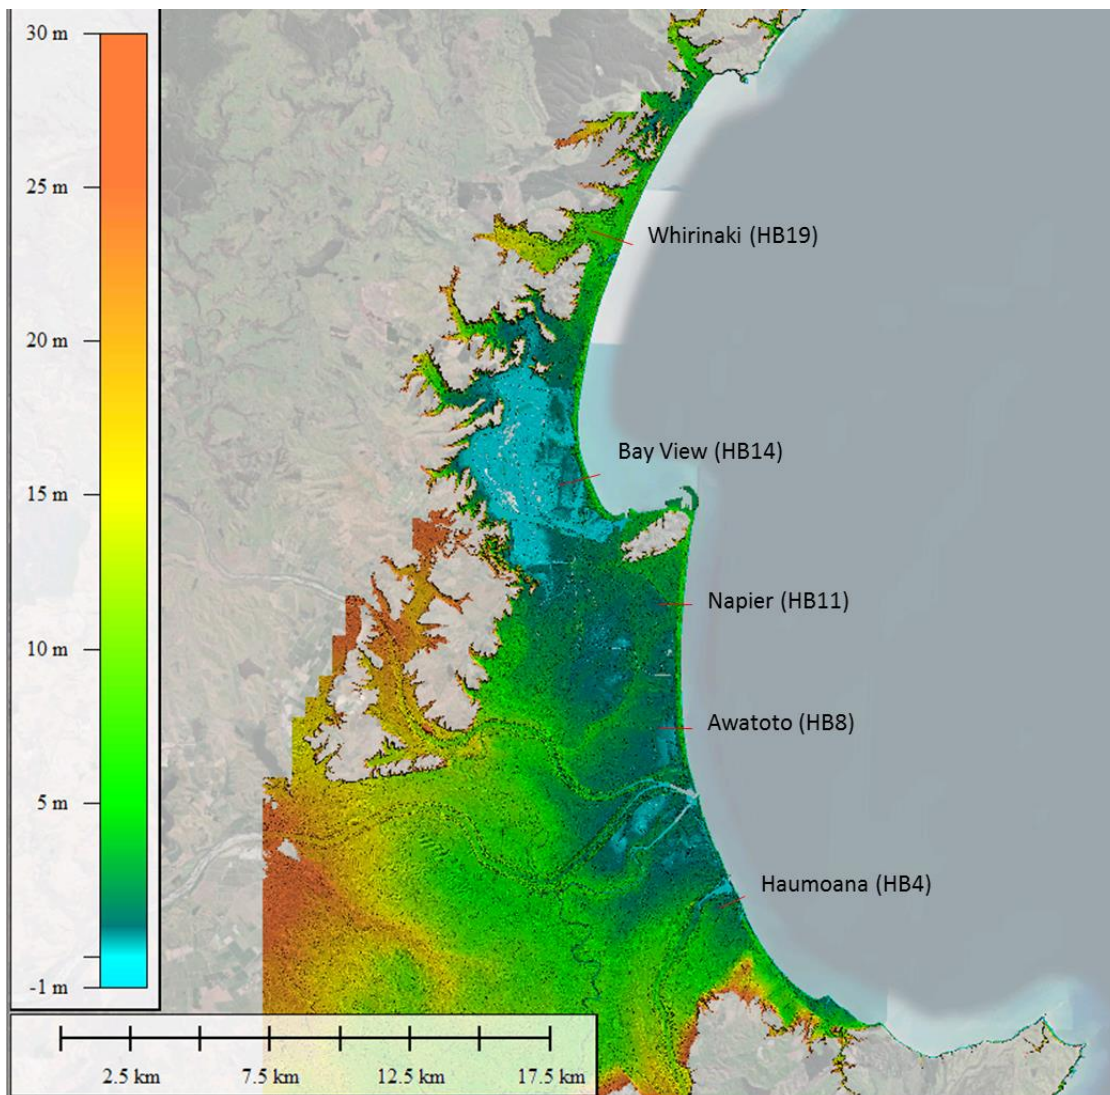 30 m
25 m
20 m
15 m
10 m
5 m
-1 m
Whirinaki (HB19)
Bay View (HB14)
Napier (HB11)
Awatoto (HB8)
Haumoana (HB4)
2.5 km 7.5 km 12.5 km 17.5 km